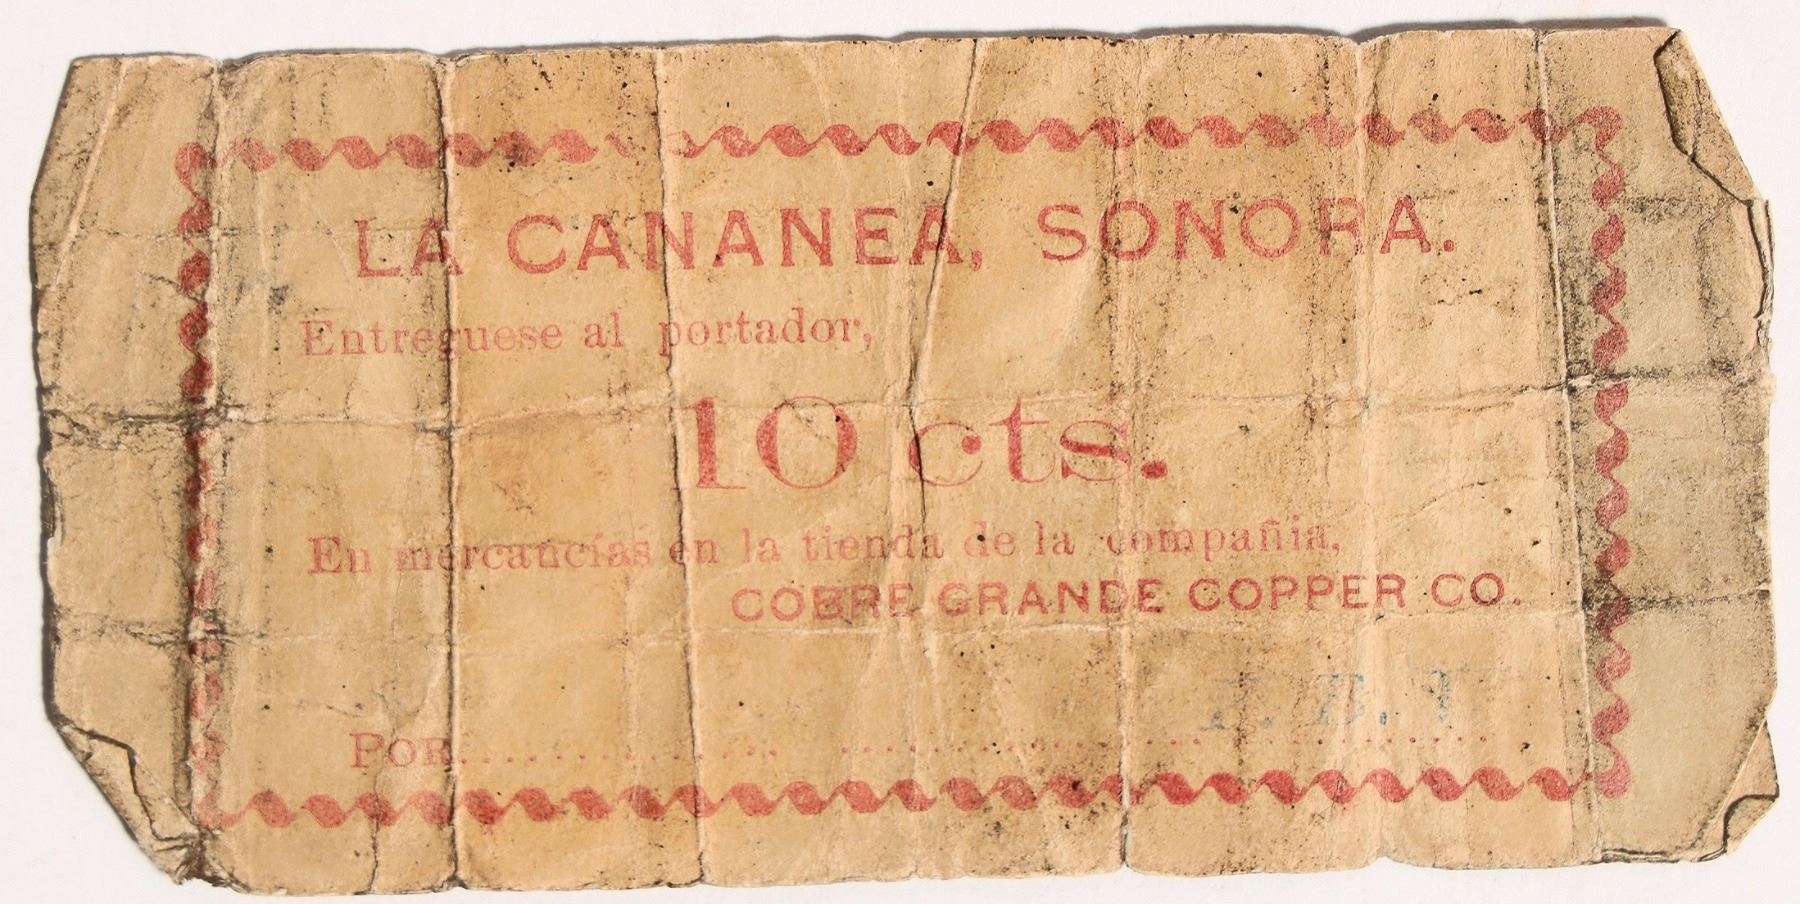 LA CANANEA, SONORA.
Entreguese al portador,
10 cts.
En mercancías en la tienda de la compañia,
COBRE GRANDE COPPER CO.
POR..............................